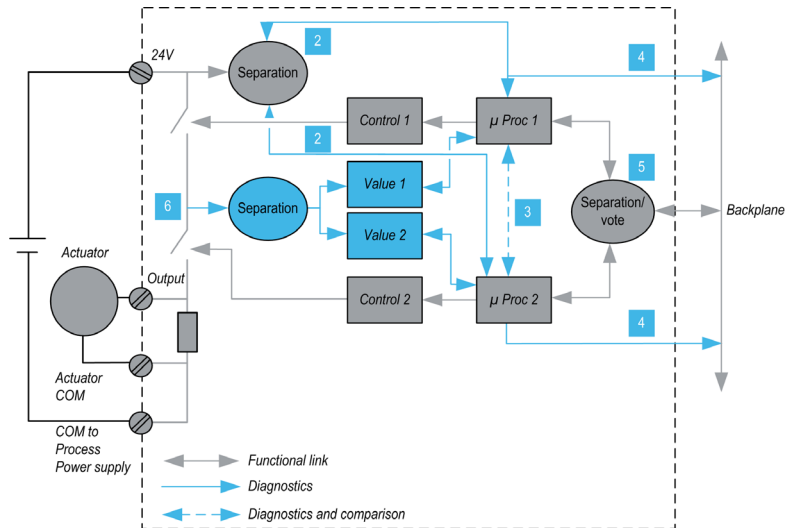 24V
2
4
Separation
Control 1
µ Proc 1
2
5
Value 1
6
Separation
3
Separation/
vote
Backplane
Value 2
Actuator
Output
Control 2
µ Proc 2
4
Actuator
COM
COM to
Process
Power supply
Functional link
Diagnostics
Diagnostics and comparison